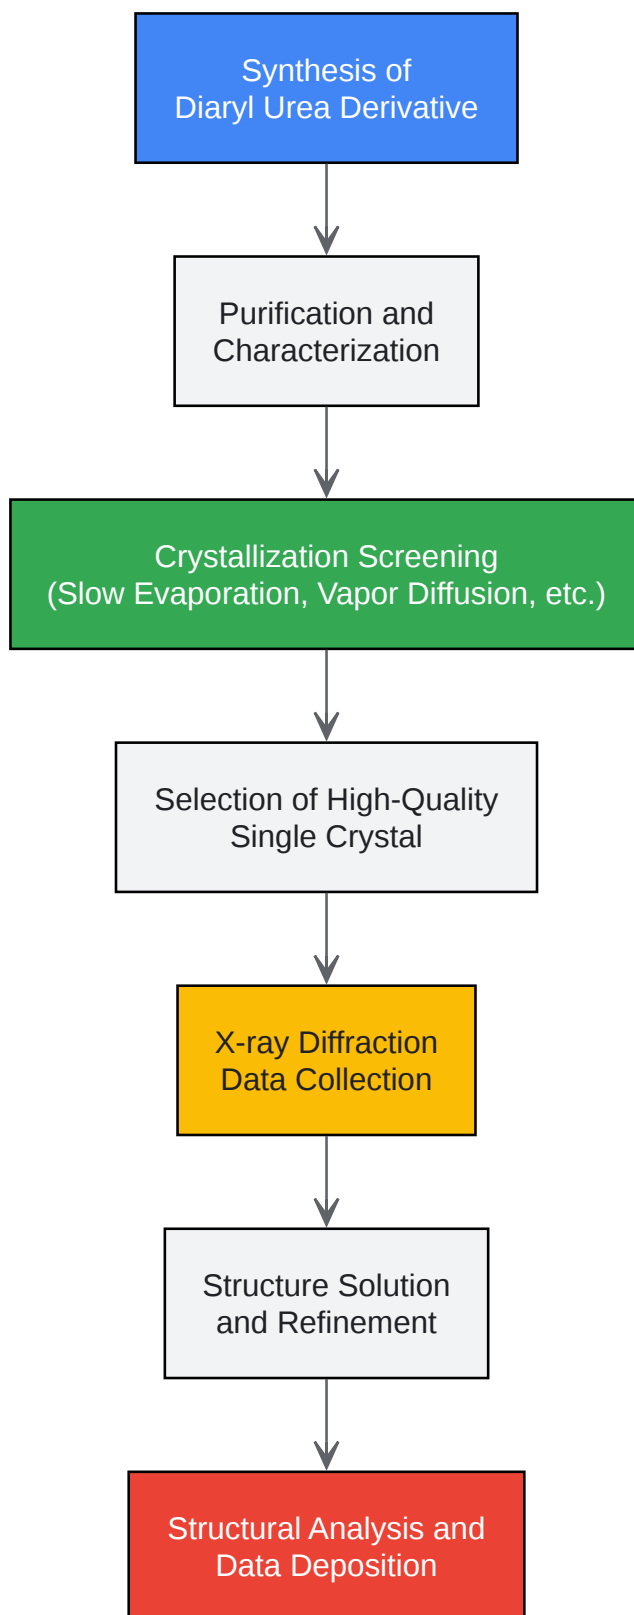 Synthesis of
Diaryl Urea Derivative
Purification and
Characterization
Crystallization Screening
(Slow Evaporation, Vapor Diffusion, etc.)
Selection of High-Quality
Single Crystal
X-ray Diffraction
Data Collection
Structure Solution
and Refinement
Structural Analysis and
Data Deposition